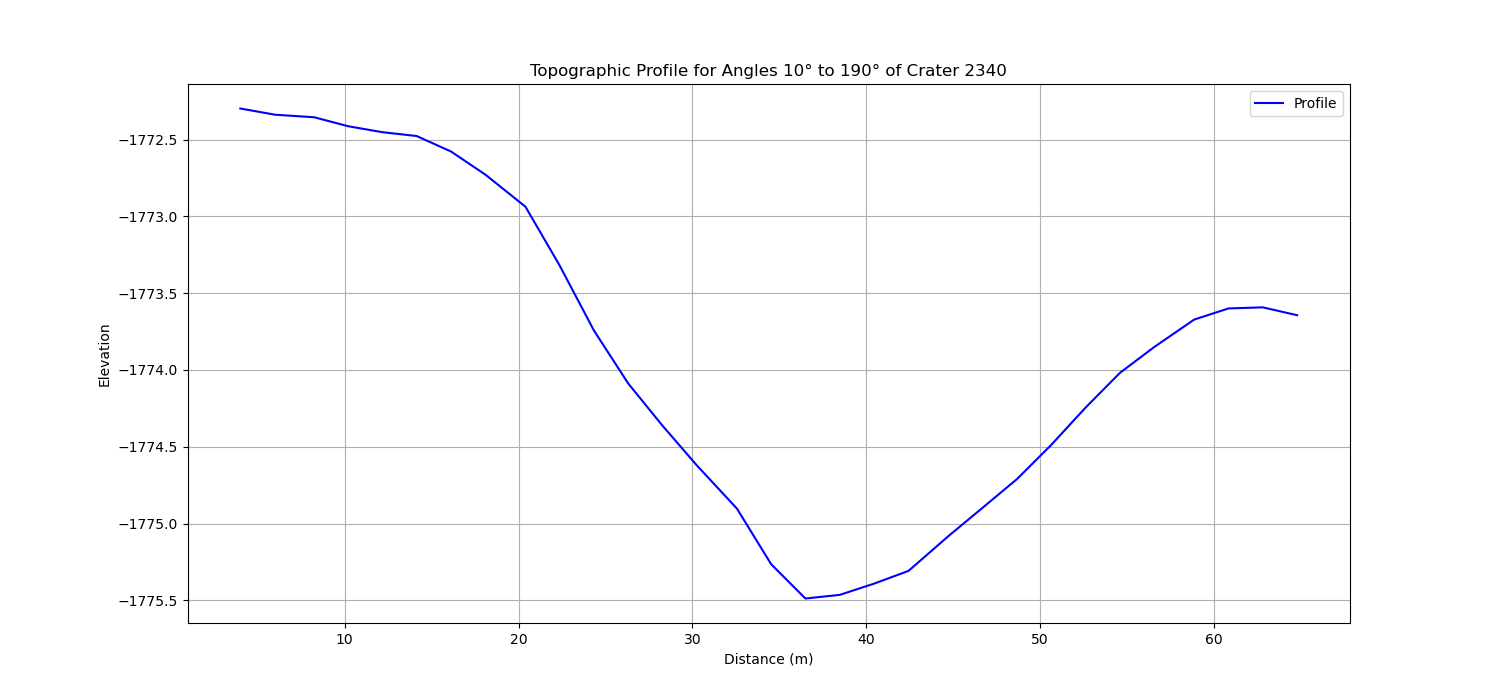 Topographic Profile for Angles 10° to 190° of Crater 2340
Profile
−1772.5
−1773.0
−1773.5
−1774.0
−1774.5
−1775.0
−1775.5
Elevation
10 20 30 40 50 60
Distance (m)